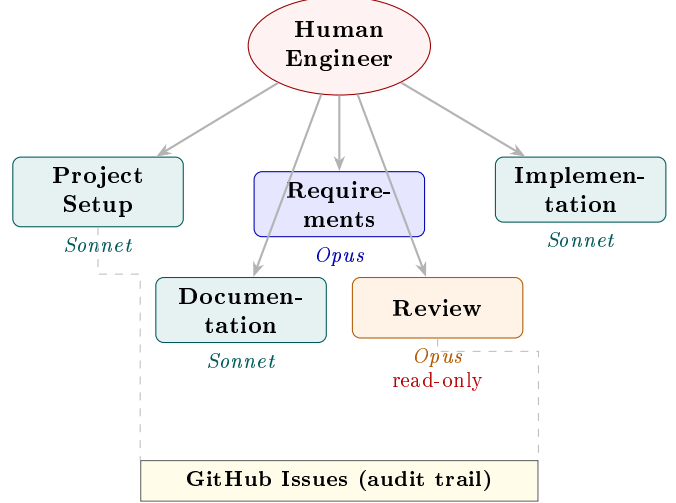 Human
Engineer
Project
Setup
Sonnet
Require-
ments
Opus
Implemen-
tation
Sonnet
Documen-
tation
Sonnet
Review
Opus
read-only
GitHub Issues (audit trail)